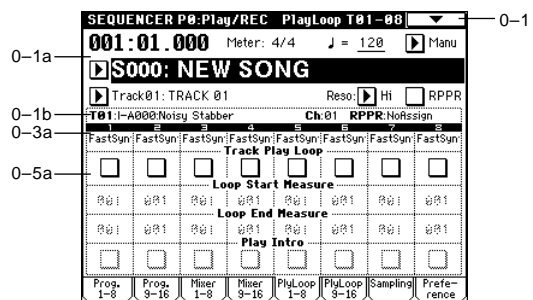 SEQUENCER P0:Play/REC PlayLoop T01-08
0-1
001:01.000 Meter: 4/4 ♩ = 120 Manu
0-1a
S000: NEW SONG
Track01: TRACK 01 Reso: Hi RPPR
0-1b
T01:I-A000:Noisy Stabber Ch:01 RPPR:NoAssign
0-3a
1 2 3 4 5 6 7 8
FastSyn FastSyn FastSyn FastSyn FastSyn FastSyn FastSyn FastSyn
Track Play Loop
0-5a
Loop Start Measure
001 001 001 001 001 001 001 001
Loop End Measure
001 001 001 001 001 001 001 001
Play Intro
Prog. 1-8 Prog. 9-16 Mixer 1-8 Mixer 9-16 PlyLoop 1-8 PlyLoop 9-16 Sampling Prefe-rence